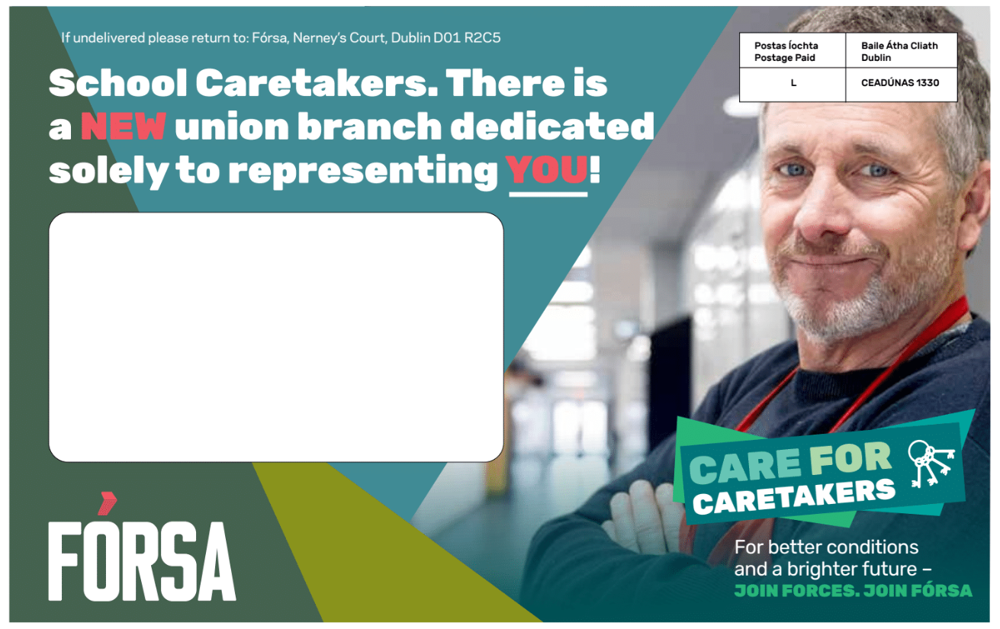 If undelivered please return to: Fórsa, Nerney’s Court, Dublin D01 R2C5
Postas Íochta
Postage Paid
Baile Átha Cliath
Dublin
L
CEADÚNAS 1330
School Caretakers. There is
a NEW union branch dedicated
solely to representing YOU!
CARE FOR
CARETAKERS
FÓRSA
For better conditions
and a brighter future –
JOIN FORCES. JOIN FÓRSA